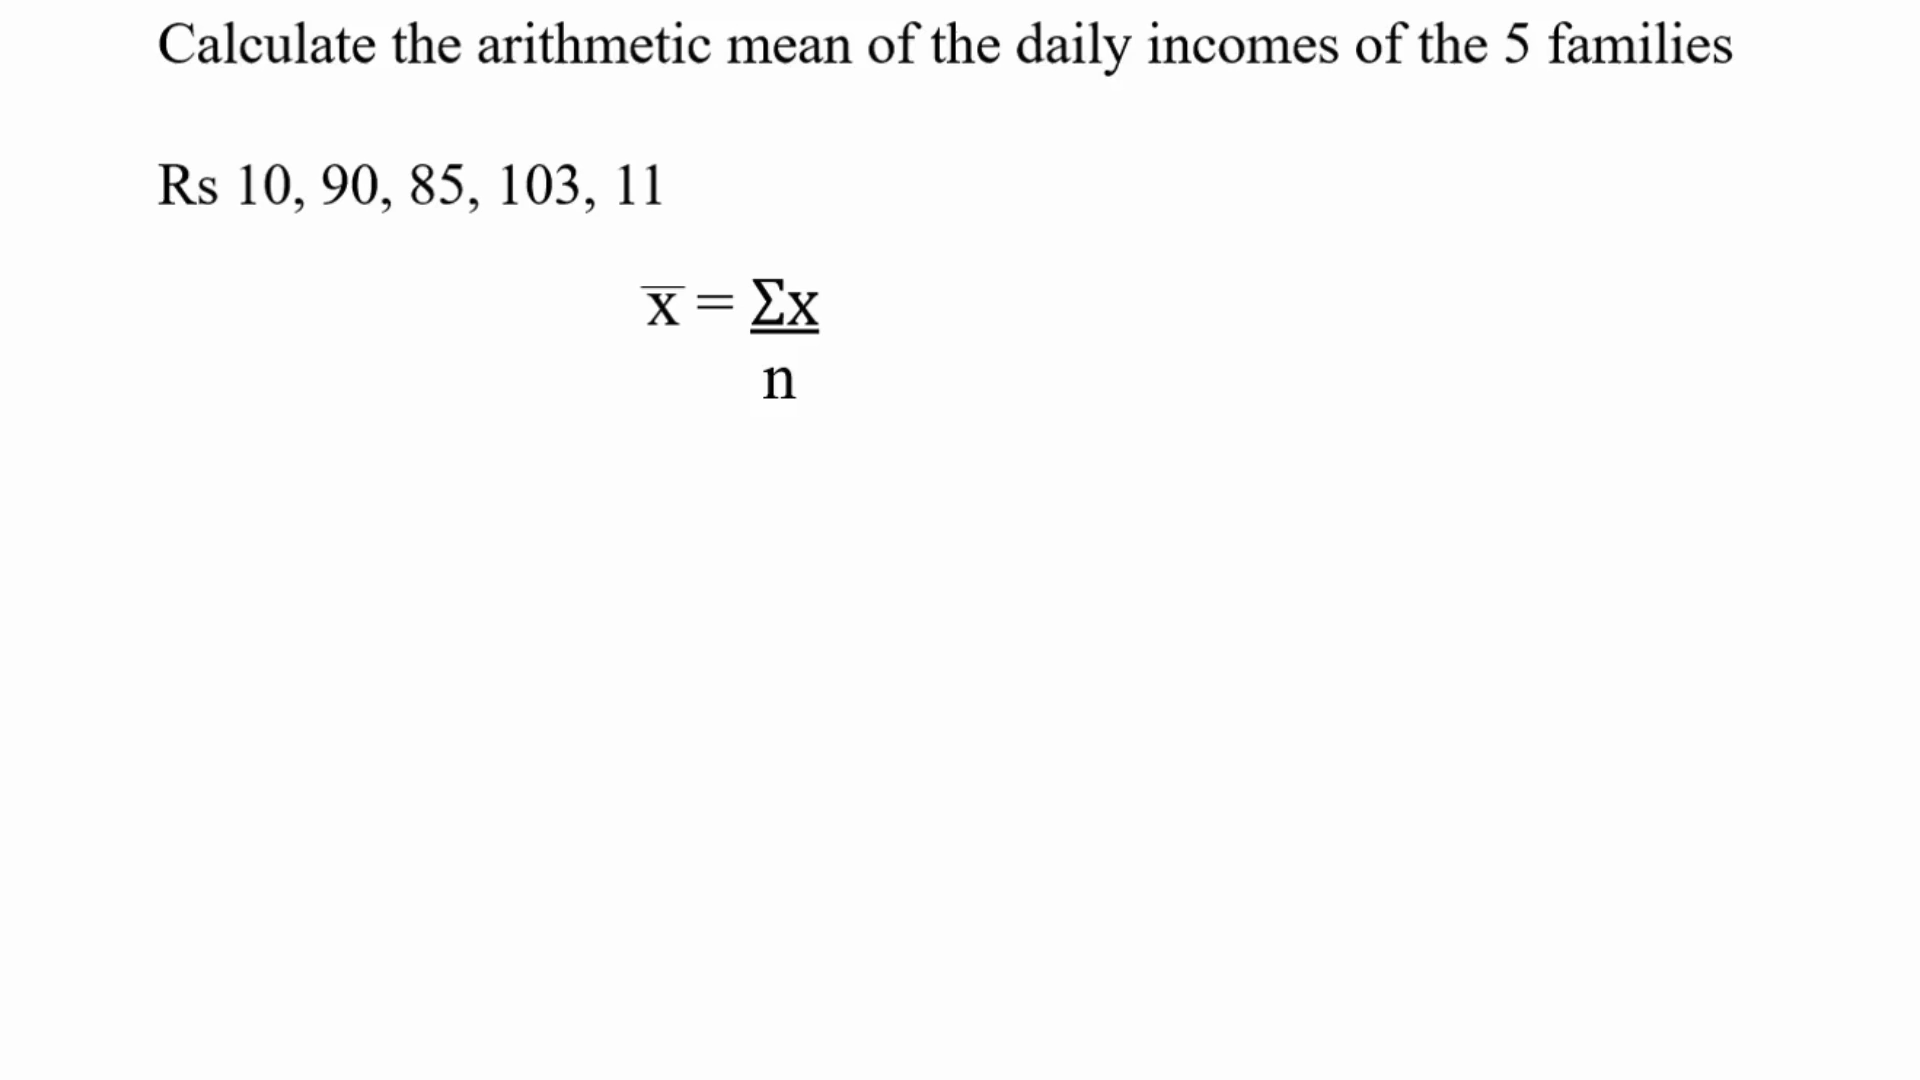 Calculate the arithmetic mean of the daily incomes of the 5 families
Rs 10, 90, 85, 103, 11
x̅ = Σx
n